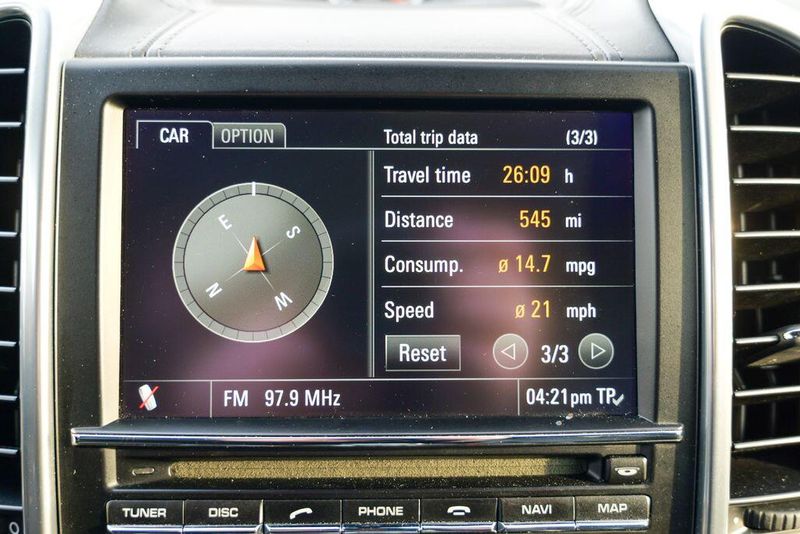 CAR OPTION Total trip data (3/3)
Travel time 26:09 h
Distance 545 mi
Consump. ø 14.7 mpg
Speed ø 21 mph
Reset 3/3
E S
N W
FM 97.9 MHz 04:21pm TP
TUNER DISC PHONE NAVI MAP
0